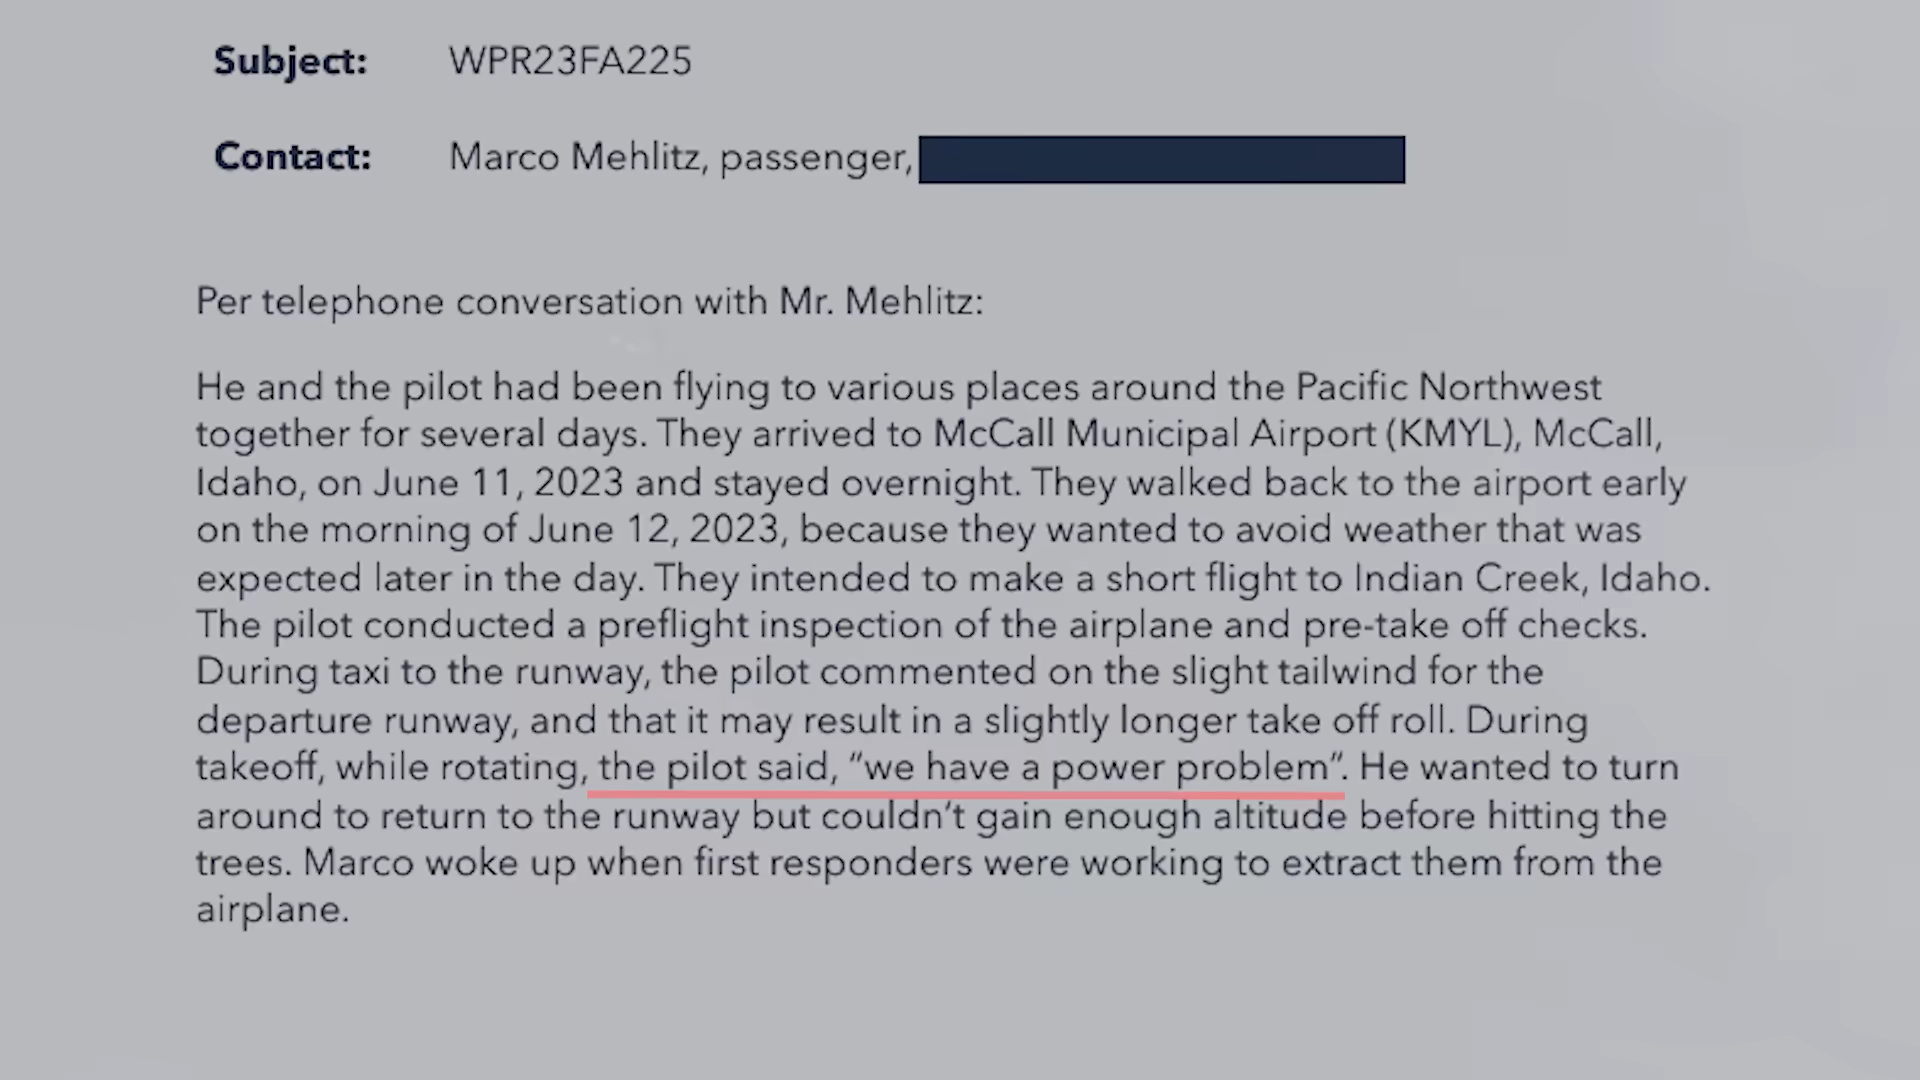 Subject: WPR23FA225
Contact: Marco Mehlitz, passenger,
Per telephone conversation with Mr. Mehlitz:
He and the pilot had been flying to various places around the Pacific Northwest
together for several days. They arrived to McCall Municipal Airport (KMYL), McCall,
Idaho, on June 11, 2023 and stayed overnight. They walked back to the airport early
on the morning of June 12, 2023, because they wanted to avoid weather that was
expected later in the day. They intended to make a short flight to Indian Creek, Idaho.
The pilot conducted a preflight inspection of the airplane and pre-take off checks.
During taxi to the runway, the pilot commented on the slight tailwind for the
departure runway, and that it may result in a slightly longer take off roll. During
takeoff, while rotating, the pilot said, “we have a power problem”. He wanted to turn
around to return to the runway but couldn’t gain enough altitude before hitting the
trees. Marco woke up when first responders were working to extract them from the
airplane.